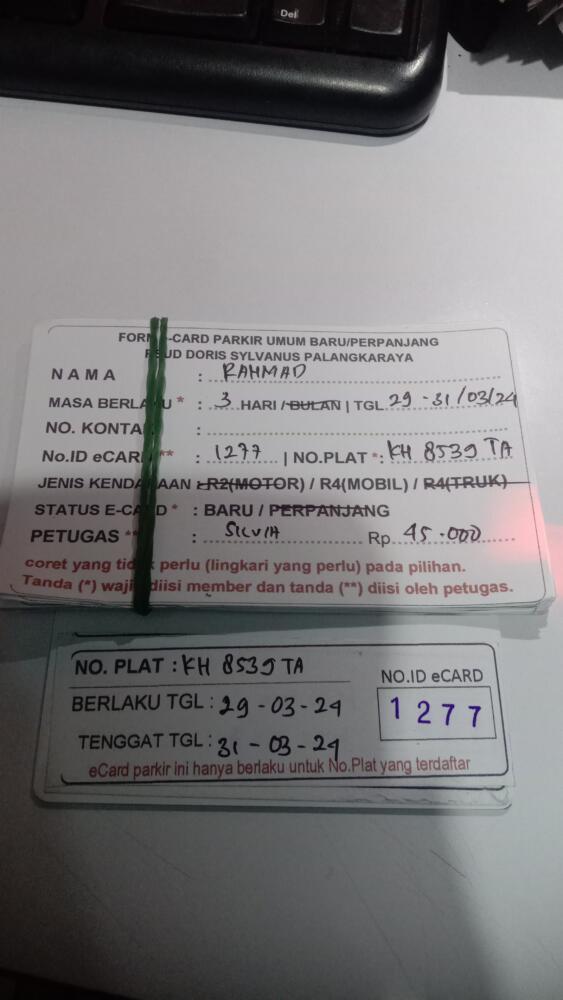 Del
FORM E-CARD PARKIR UMUM BARU/PERPANJANG
RSUD DORIS SYLVANUS PALANGKARAYA
NAMA : RAHMAD
MASA BERLAKU * : 3 HARI / BULAN | TGL 29 - 31/03/24
NO. KONTAK :
No.ID eCARD ** : 1277 | NO.PLAT * : KH 8539 TA
JENIS KENDARAAN : R2(MOTOR) / R4(MOBIL) / R4(TRUK)
STATUS E-CARD * : BARU / PERPANJANG
PETUGAS ** : SILVIA Rp 45.000
coret yang tidak perlu (lingkari yang perlu) pada pilihan.
Tanda (*) wajib diisi member dan tanda (**) diisi oleh petugas.
NO. PLAT : KH 8539 TA
NO.ID eCARD
BERLAKU TGL : 29 - 03 - 24
1277
TENGGAT TGL : 31 - 03 - 24
eCard parkir ini hanya berlaku untuk No.Plat yang terdaftar